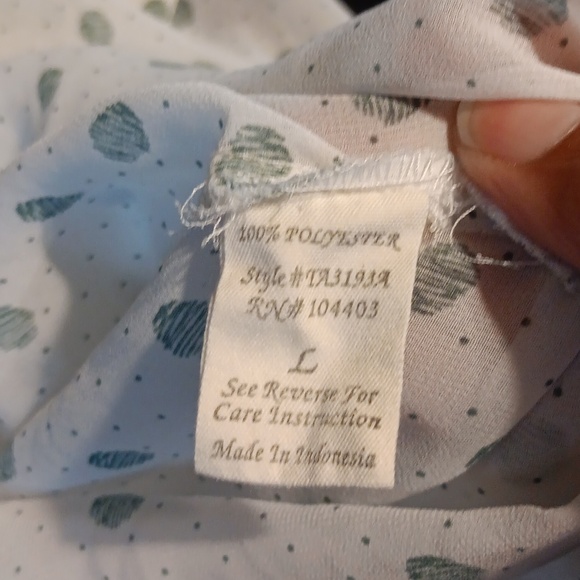 100% POLYESTER
Style # TA3193A
RN# 104403
L
See Reverse For
Care Instruction
Made In Indonesia